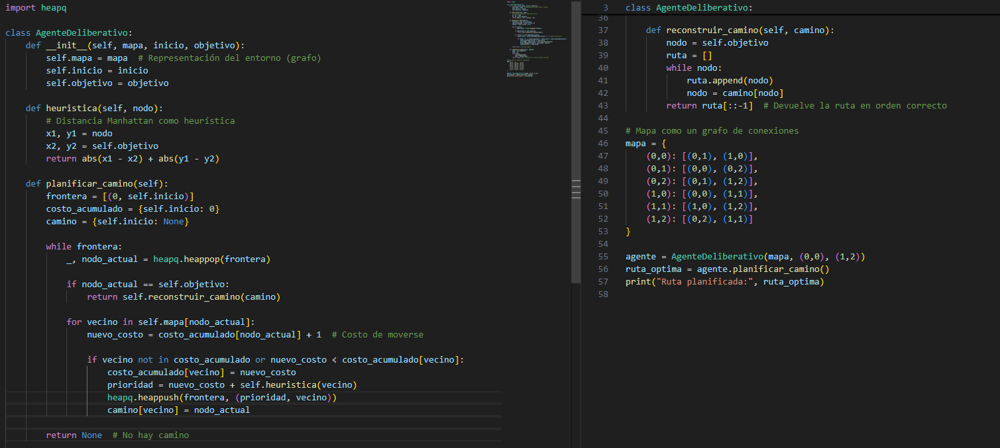 import heapq
class AgenteDeliberativo:
def __init__(self, mapa, inicio, objetivo):
self.mapa = mapa  # Representación del entorno (grafo)
self.inicio = inicio
self.objetivo = objetivo
def heuristica(self, nodo):
# Distancia Manhattan como heurística
x1, y1 = nodo
x2, y2 = self.objetivo
return abs(x1 - x2) + abs(y1 - y2)
def planificar_camino(self):
frontera = [(0, self.inicio)]
costo_acumulado = {self.inicio: 0}
camino = {self.inicio: None}
while frontera:
_, nodo_actual = heapq.heappop(frontera)
if nodo_actual == self.objetivo:
return self.reconstruir_camino(camino)
for vecino in self.mapa[nodo_actual]:
nuevo_costo = costo_acumulado[nodo_actual] + 1  # Costo de moverse
if vecino not in costo_acumulado or nuevo_costo < costo_acumulado[vecino]:
costo_acumulado[vecino] = nuevo_costo
prioridad = nuevo_costo + self.heuristica(vecino)
heapq.heappush(frontera, (prioridad, vecino))
camino[vecino] = nodo_actual
return None  # No hay camino
3 class AgenteDeliberativo:
36
37 def reconstruir_camino(self, camino):
38 nodo = self.objetivo
39 ruta = []
40 while nodo:
41 ruta.append(nodo)
42 nodo = camino[nodo]
43 return ruta[::-1]  # Devuelve la ruta en orden correcto
44
45 # Mapa como un grafo de conexiones
46 mapa = {
47 (0,0): [(0,1), (1,0)],
48 (0,1): [(0,0), (0,2)],
49 (0,2): [(0,1), (1,2)],
50 (1,0): [(0,0), (1,1)],
51 (1,1): [(1,0), (1,2)],
52 (1,2): [(0,2), (1,1)]
53 }
54
55 agente = AgenteDeliberativo(mapa, (0,0), (1,2))
56 ruta_optima = agente.planificar_camino()
57 print("Ruta planificada:", ruta_optima)
58